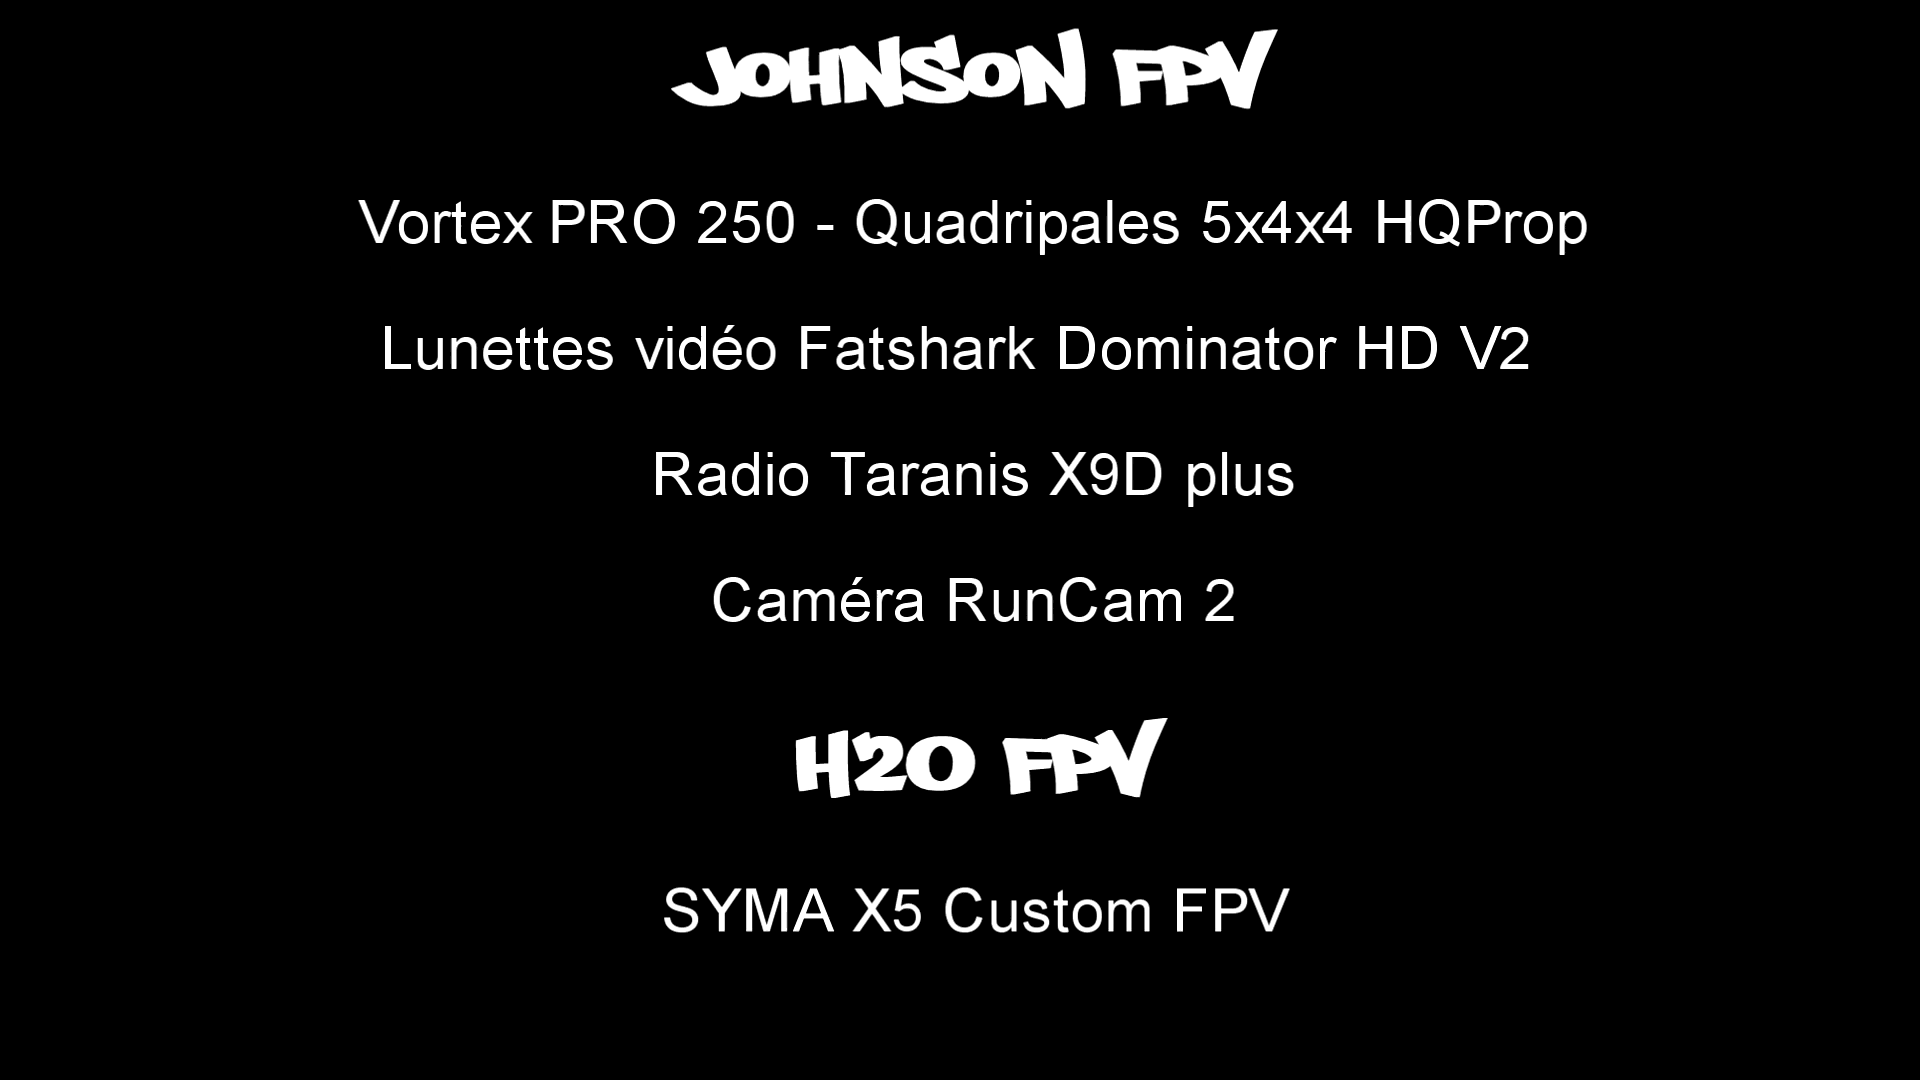 JOHNSON FPV
Vortex PRO 250 - Quadripales 5x4x4 HQProp
Lunettes vidéo Fatshark Dominator HD V2
Radio Taranis X9D plus
Caméra RunCam 2
H2O FPV
SYMA X5 Custom FPV